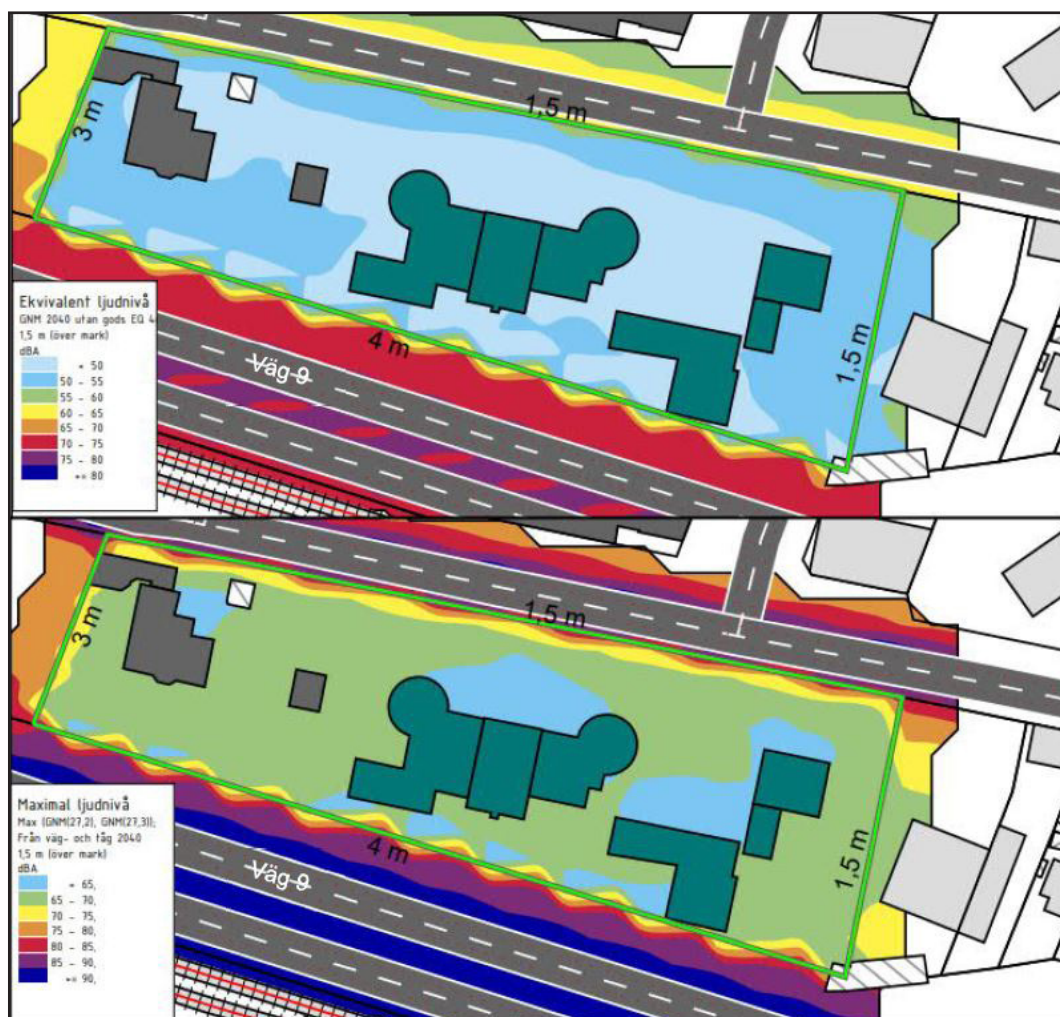 1,5 m
3 m
1,5 m
4 m
Väg 9
Ekvivalent ljudnivå
GNM 2040 utan gods EQ 4
1,5 m (över mark)
dBA
< 50
50 - 55
55 - 60
60 - 65
65 - 70
70 - 75
75 - 80
>= 80
1,5 m
3 m
1,5 m
4 m
Väg 9
Maximal ljudnivå
Max (GNM(27,2), GNM(27,3));
Från väg- och tåg 2040
1,5 m (över mark)
dBA
< 65,
65 - 70,
70 - 75,
75 - 80,
80 - 85,
85 - 90,
>= 90,